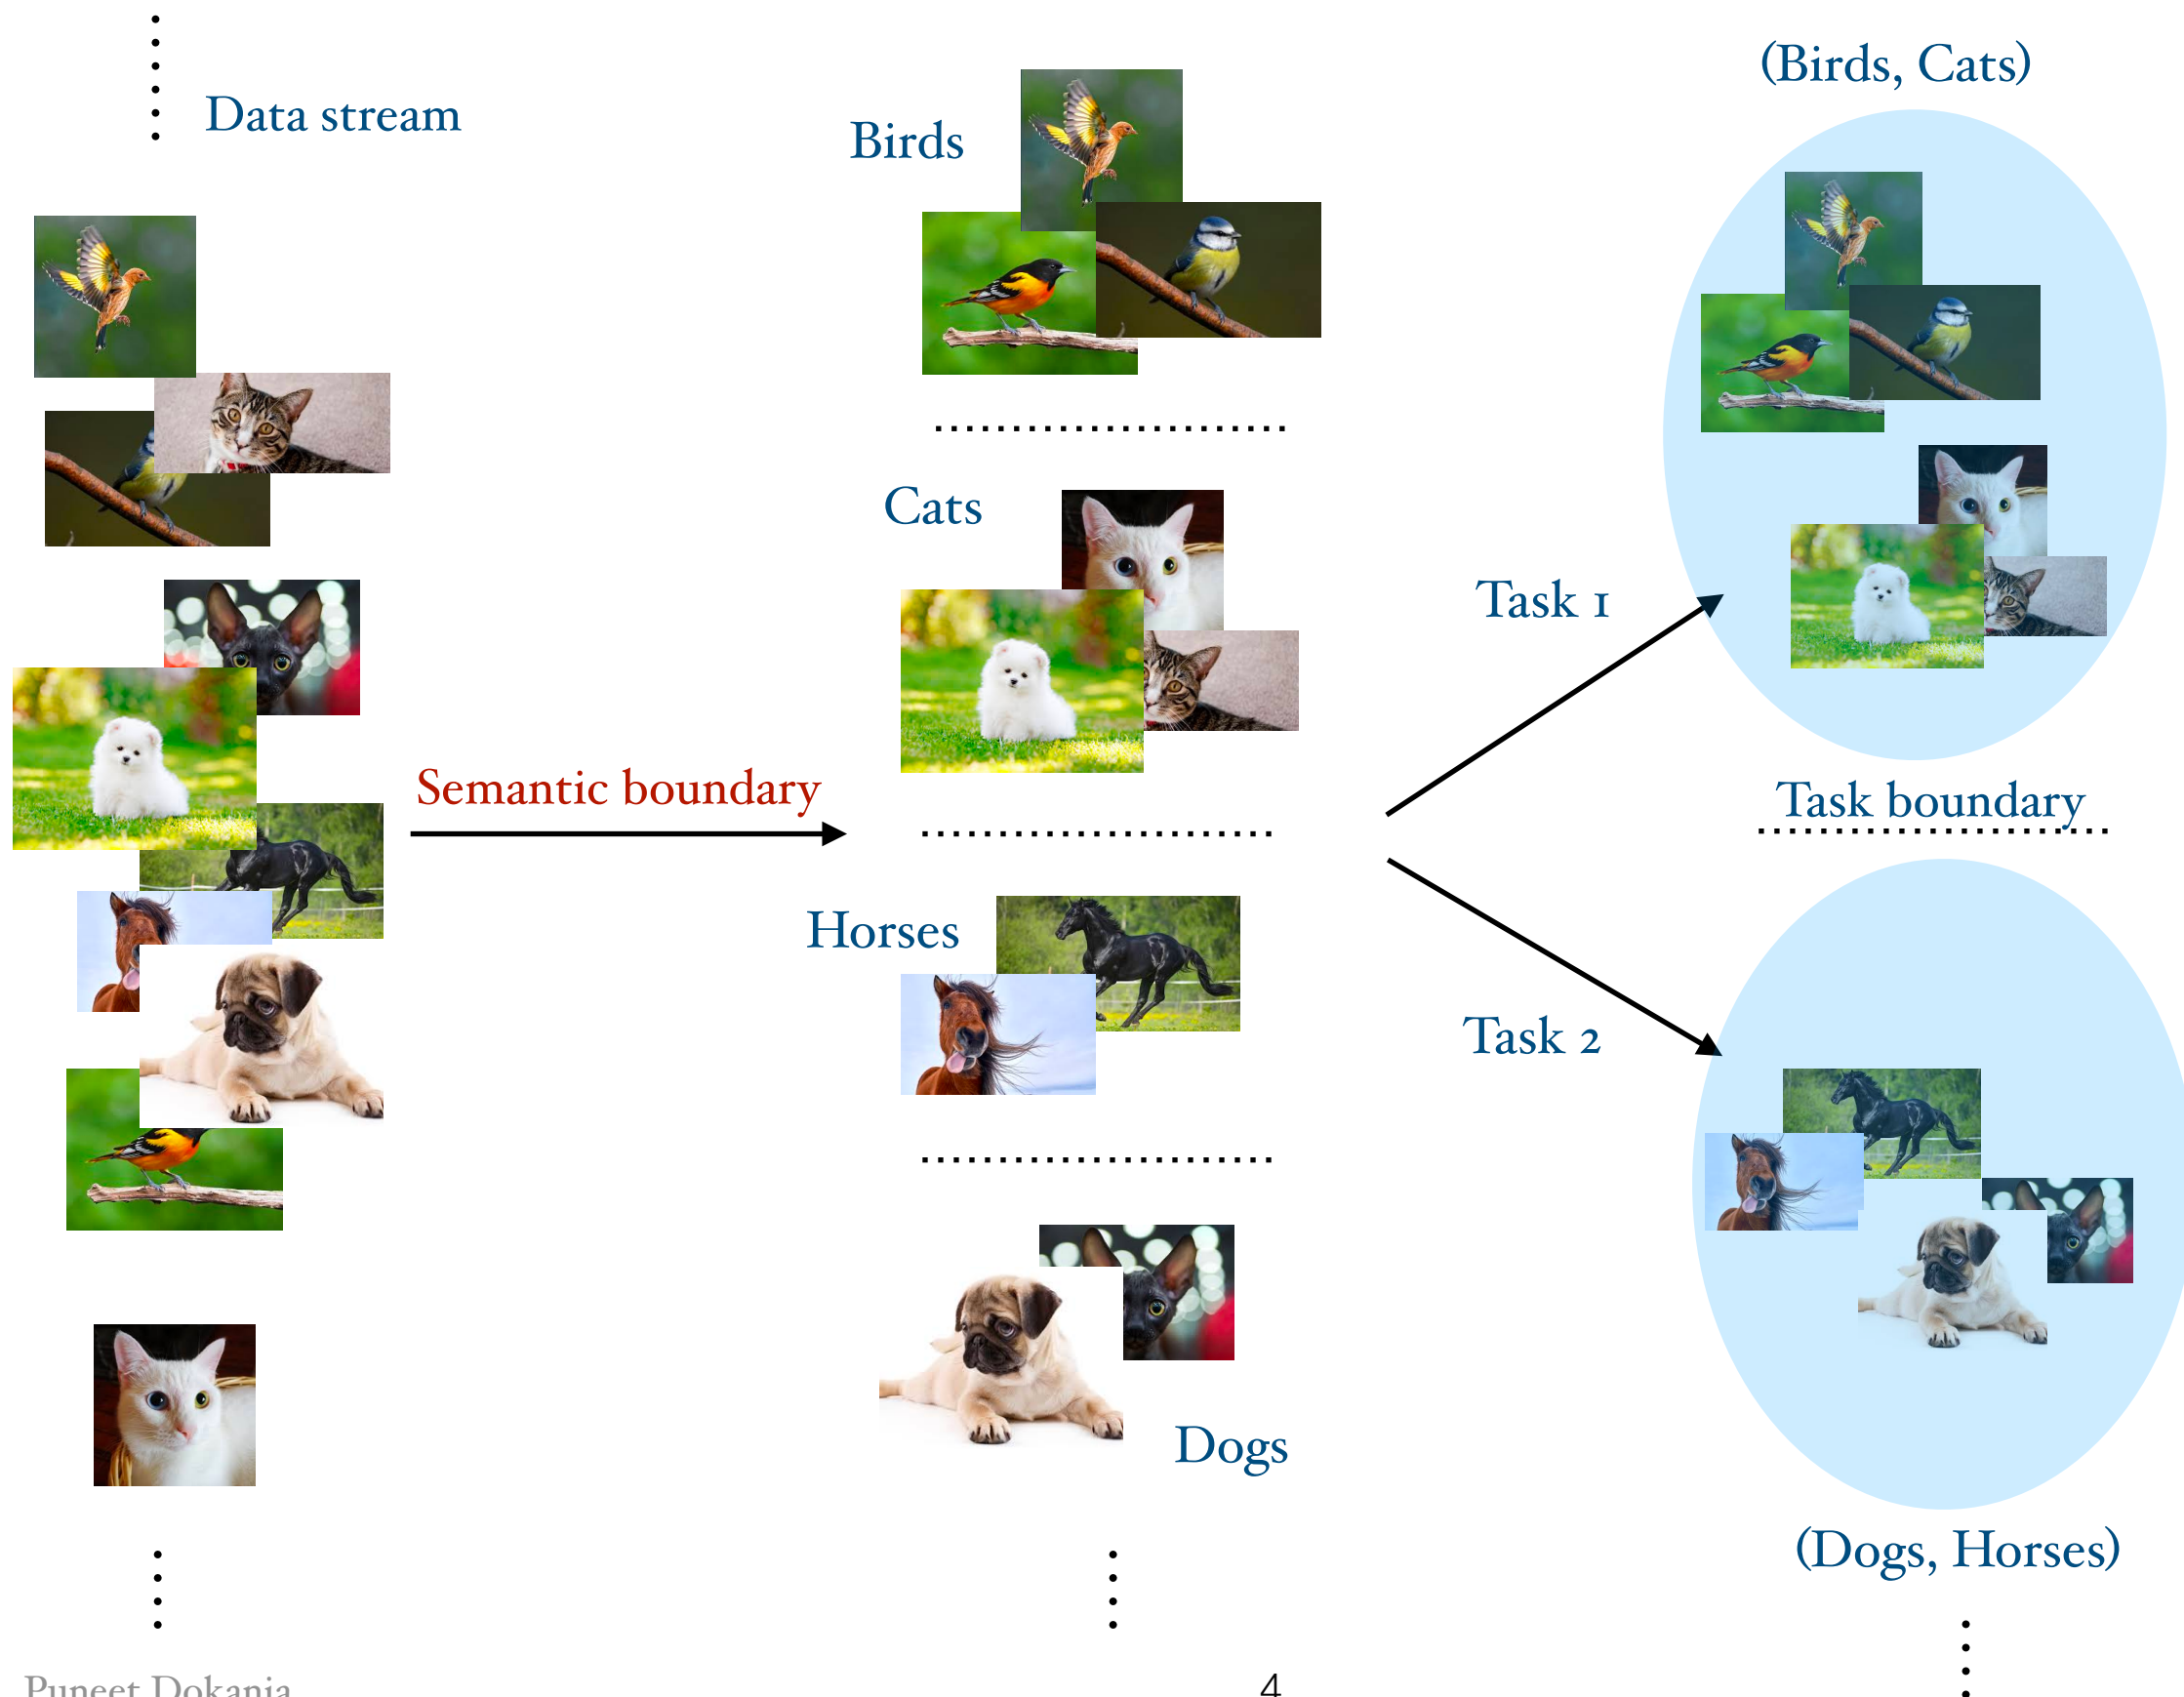 Data stream
Birds
(Birds, Cats)
Cats
Task 1
Semantic boundary
Task boundary
Horses
Task 2
Dogs
(Dogs, Horses)
Puneet Dokania
4